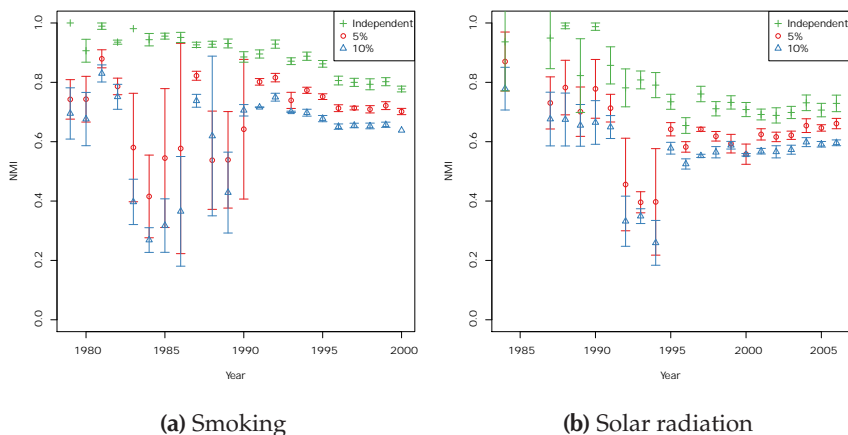 Independent
5%
10%
1.0
0.8
0.6
0.4
0.2
0.0
NMI
1980 1985 1990 1995 2000
Year
(a) Smoking
Independent
5%
10%
1.0
0.8
0.6
0.4
0.2
0.0
NMI
1985 1990 1995 2000 2005
Year
(b) Solar radiation